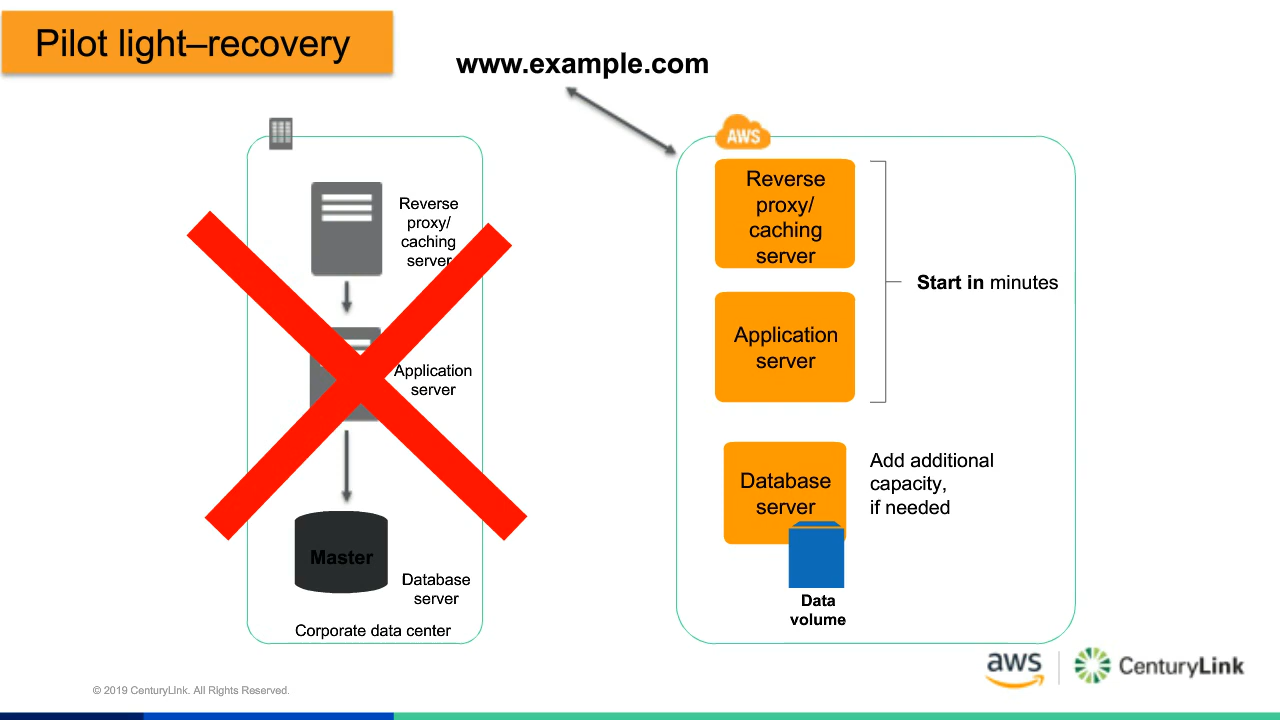 Pilot light–recovery
www.example.com
Reverse
proxy/
caching
server
Application
server
Master
Database
server
Corporate data center
AWS
Reverse
proxy/
caching
server
Application
server
Start in minutes
Database
server
Add additional
capacity,
if needed
Data
volume
aws
CenturyLink
© 2019 CenturyLink. All Rights Reserved.